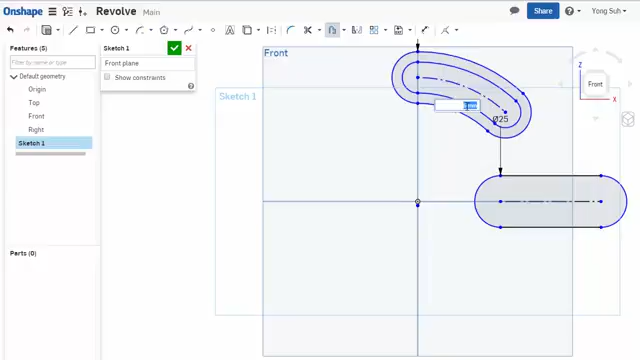 Onshape Revolve Main Share Yong Suh
Features (5)
Filter by name or type
Default geometry
Origin
Top
Front
Right
Sketch 1
Parts (0)
Sketch 1
Front plane
Show constraints
Front
Sketch 1
Ø25
Z
Front
X